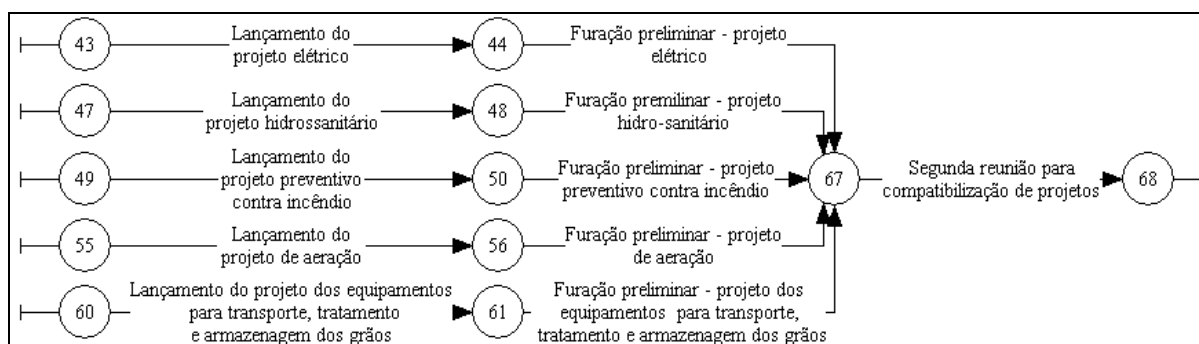 43
Lançamento do
projeto elétrico
44
Furação preliminar - projeto
elétrico
47
Lançamento do
projeto hidrossanitário
48
Furação premilinar - projeto
hidro-sanitário
49
Lançamento do
projeto preventivo
contra incêndio
50
Furação preliminar - projeto
preventivo contra incêndio
67
Segunda reunião para
compatibilização de projetos
68
55
Lançamento do
projeto de aeração
56
Furação preliminar - projeto
de aeração
60
Lançamento do projeto dos equipamentos
para transporte, tratamento
e armazenagem dos grãos
61
Furação preliminar - projeto dos
equipamentos para transporte,
tratamento e armazenagem dos grãos